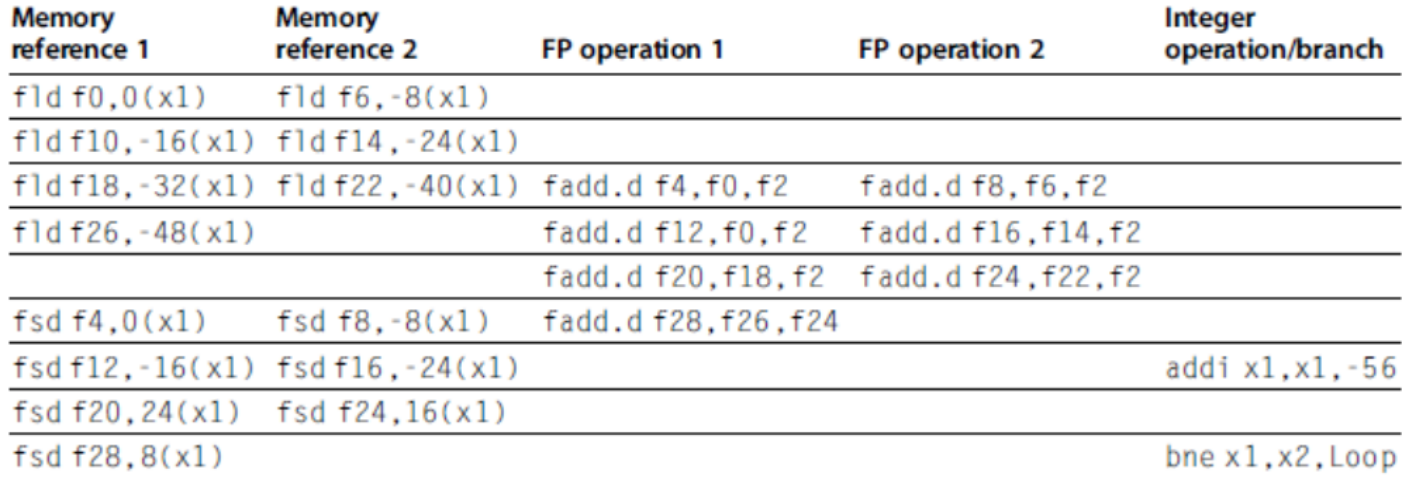 Memory reference 1 Memory reference 2 FP operation 1 FP operation 2 Integer operation/branch
fld f0,0(x1) fld f6,-8(x1)
fld f10,-16(x1) fld f14,-24(x1)
fld f18,-32(x1) fld f22,-40(x1) fadd.d f4,f0,f2 fadd.d f8,f6,f2
fld f26,-48(x1) fadd.d f12,f0,f2 fadd.d f16,f14,f2
fadd.d f20,f18,f2 fadd.d f24,f22,f2
fsd f4,0(x1) fsd f8,-8(x1) fadd.d f28,f26,f24
fsd f12,-16(x1) fsd f16,-24(x1) addi x1,x1,-56
fsd f20,24(x1) fsd f24,16(x1)
fsd f28,8(x1) bne x1,x2,Loop